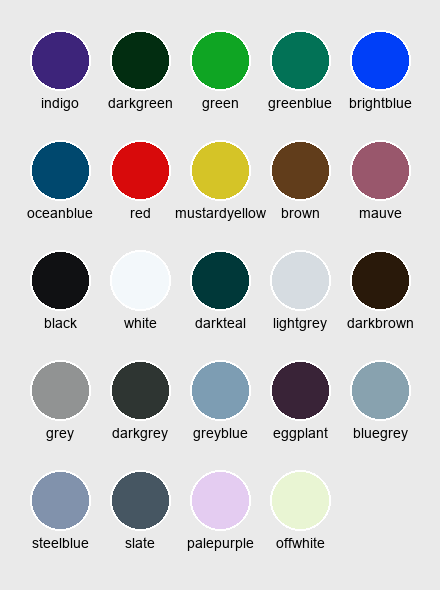 indigo darkgreen green greenblue brightblue
oceanblue red mustardyellow brown mauve
black white darkteal lightgrey darkbrown
grey darkgrey greyblue eggplant bluegrey
steelblue slate palepurple offwhite